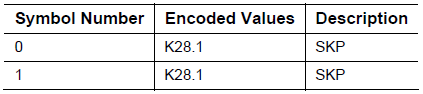 Symbol Number Encoded Values Description
0 K28.1 SKP
1 K28.1 SKP